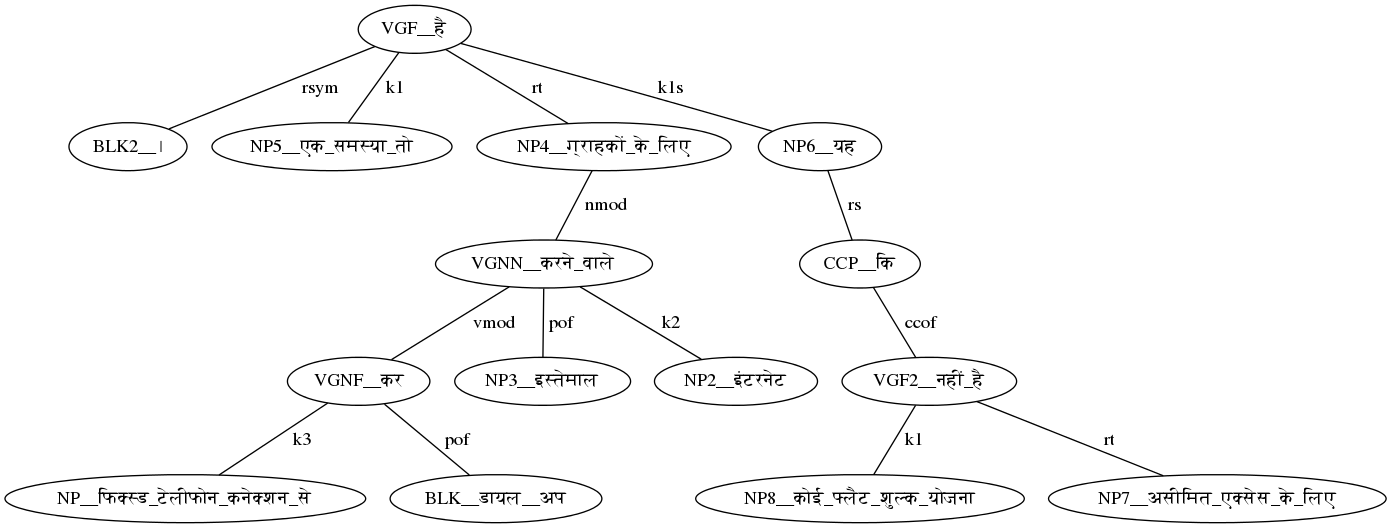 VGF__है
rsym k1 rt k1s
BLK2__। NP5__एक_समस्या_तो NP4__ग्राहकों_के_लिए NP6__यह
nmod rs
VGNN__करने_वाले CCP__कि
vmod pof k2 ccof
VGNF__कर NP3__इस्तेमाल NP2__इंटरनेट VGF2__नहीं_है
k3 pof k1 rt
NP__फिक्स्ड_टेलीफोन_कनेक्शन_से BLK__डायल__अप NP8__कोई_फ्लैट_शुल्क_योजना NP7__असीमित_एक्सेस_के_लिए